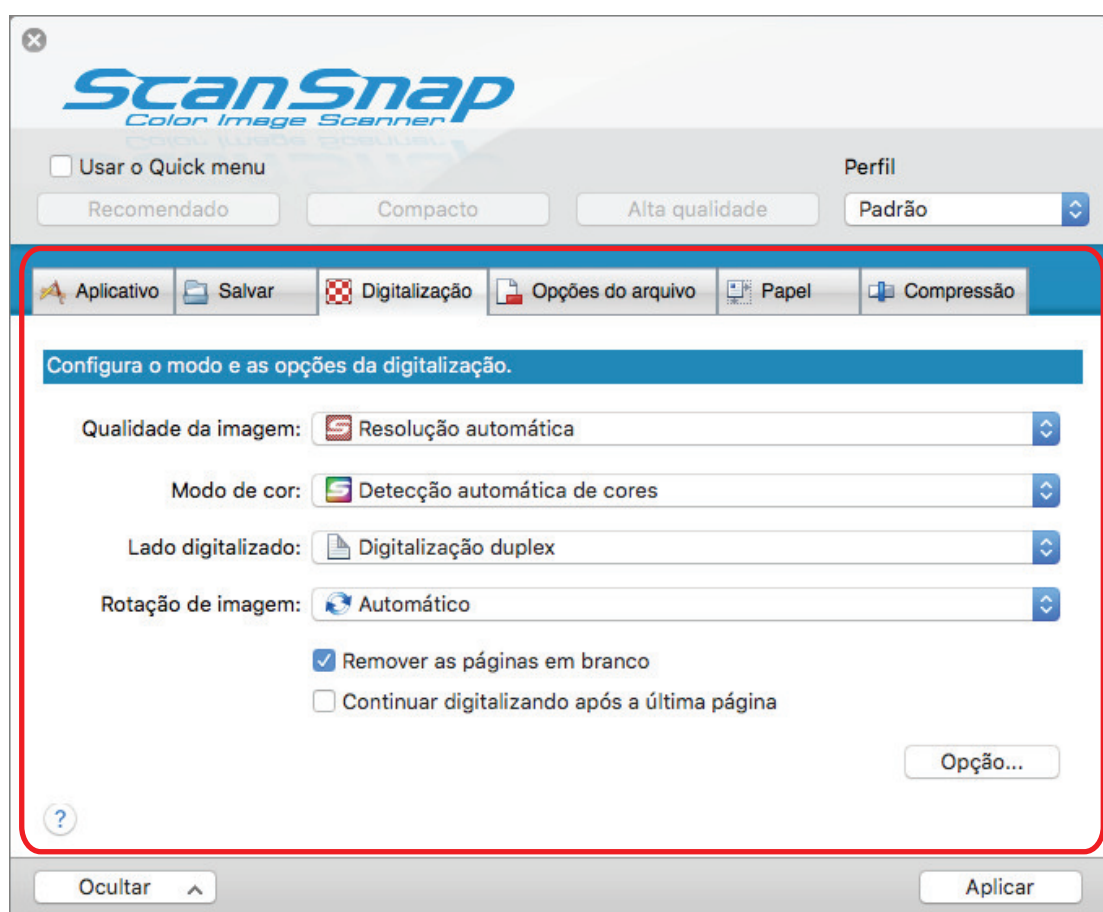 ScanSnap
Color Image Scanner
Usar o Quick menu
Perfil
Recomendado Compacto Alta qualidade Padrão
Aplicativo Salvar Digitalização Opções do arquivo Papel Compressão
Configura o modo e as opções da digitalização.
Qualidade da imagem: Resolução automática
Modo de cor: Detecção automática de cores
Lado digitalizado: Digitalização duplex
Rotação de imagem: Automático
Remover as páginas em branco
Continuar digitalizando após a última página
Opção...
?
Ocultar Aplicar